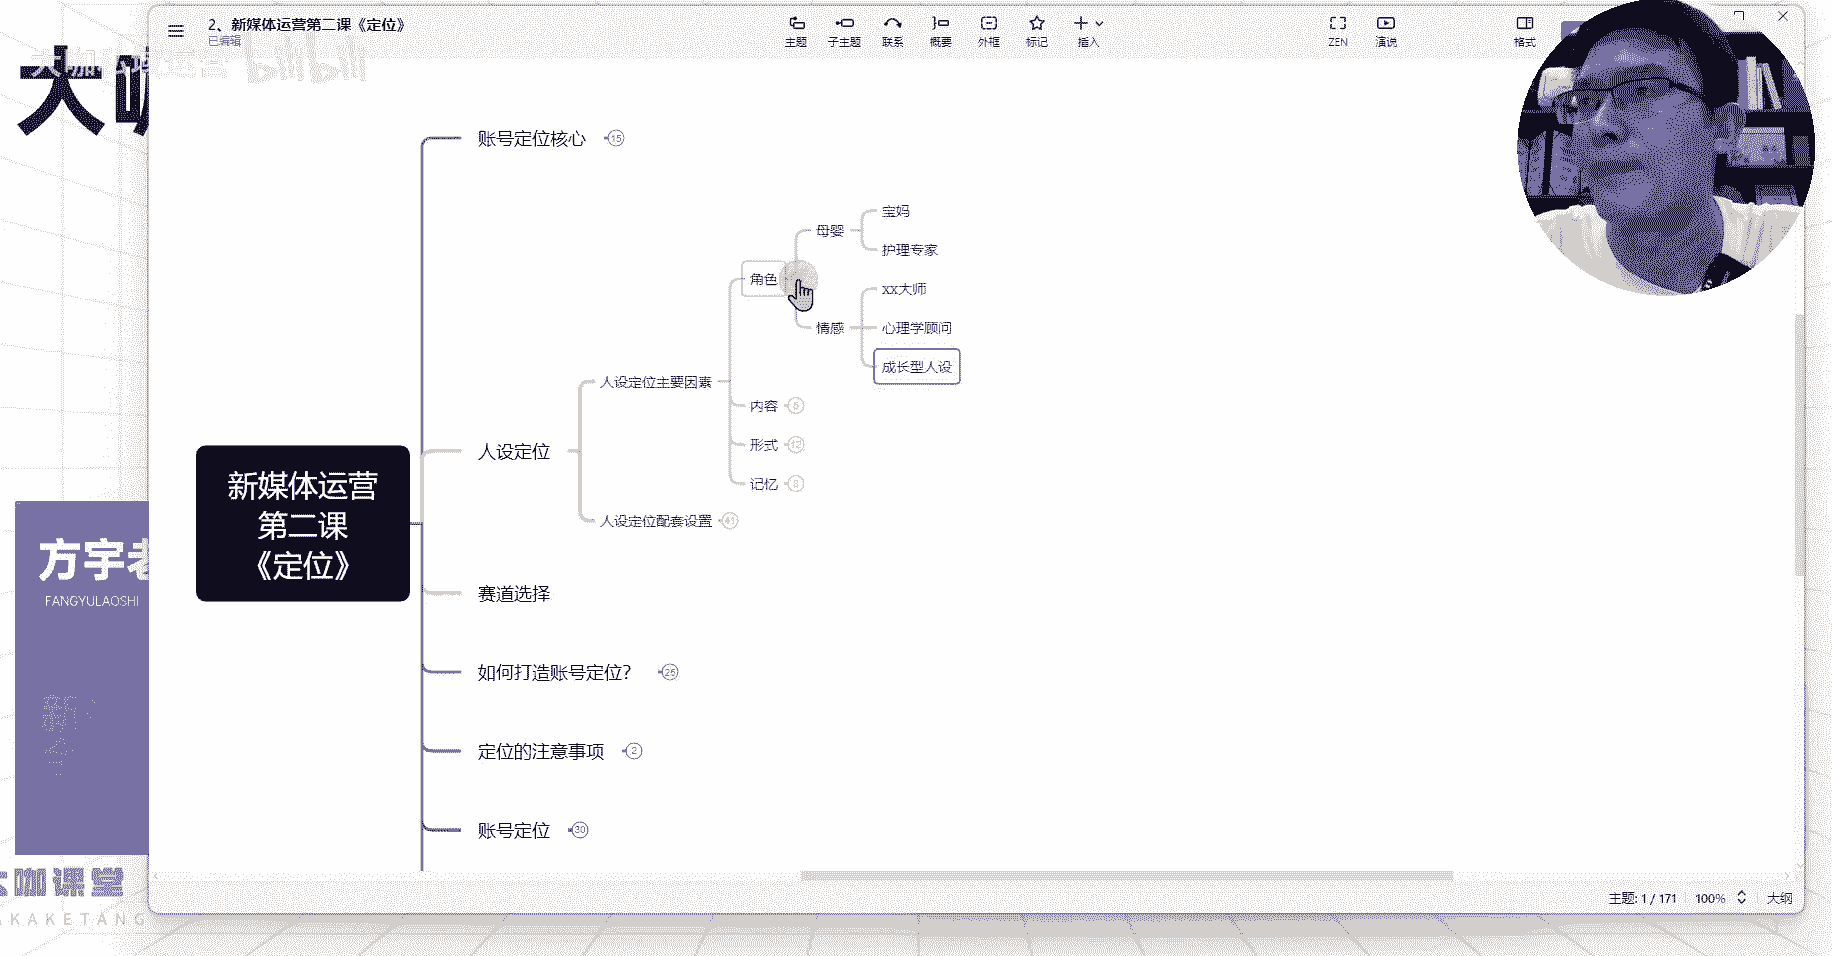 2、新媒体运营第二课《定位》
已编辑
主题
子主题
联系
概要
外框
标记
插入
ZEN
演说
格式
大咖
bilibili
账号定位核心
15
宝妈
母婴
护理专家
角色
xx大师
情感
心理学顾问
成长型人设
人设定位主要因素
内容
5
形式
12
人设定位
记忆
8
人设定位配套设置
41
新媒体运营
第二课
《定位》
方宇老
FANGYULAOSHI
赛道选择
如何打造账号定位?
25
定位的注意事项
2
账号定位
30
大咖课堂
AKAKETANG
主题: 1 / 171
100%
大纲